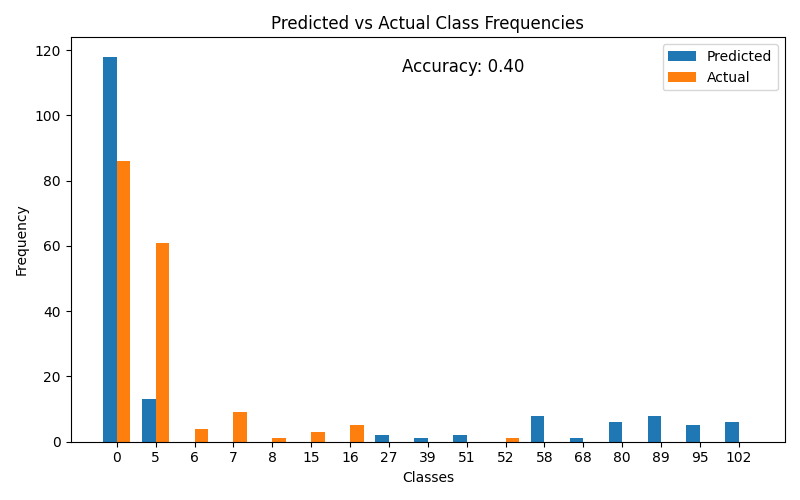 Predicted vs Actual Class Frequencies
Accuracy: 0.40
Predicted
Actual
Frequency
120
100
80
60
40
20
0
0 5 6 7 8 15 16 27 39 51 52 58 68 80 89 95 102
Classes